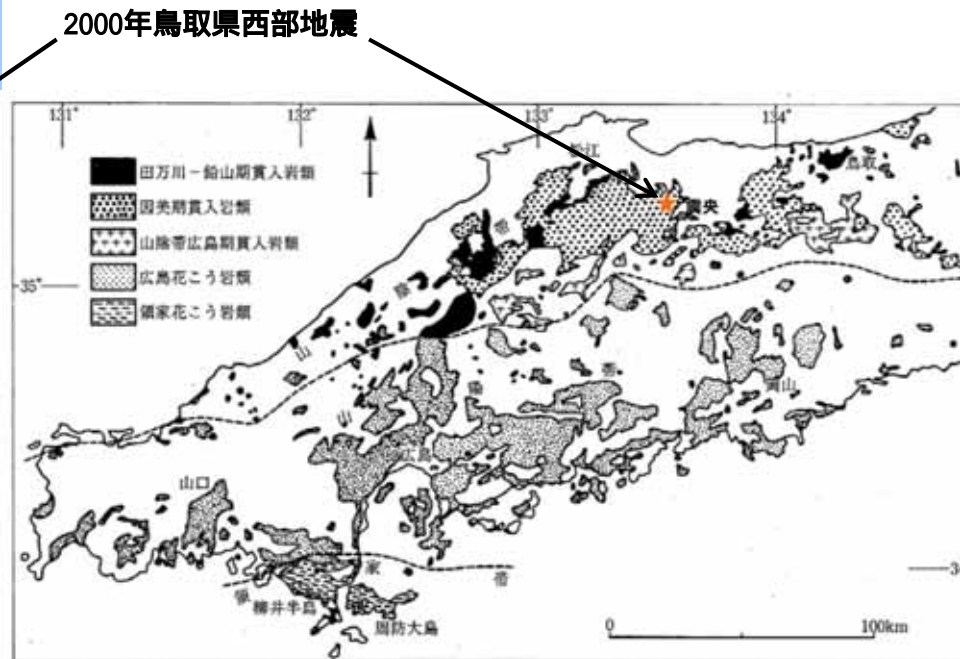 2000年鳥取県西部地震
131°
132°
133°
134°
松江
鳥取
震央
田万川－鉛山期貫入岩類
因美期貫入岩類
山陰帯広島期貫入岩類
広島花こう岩類
領家花こう岩類
35°
山
陰
帯
山
陽
帯
岡山
広島
山口
領
家
帯
柳井半島
周防大島
0
100km